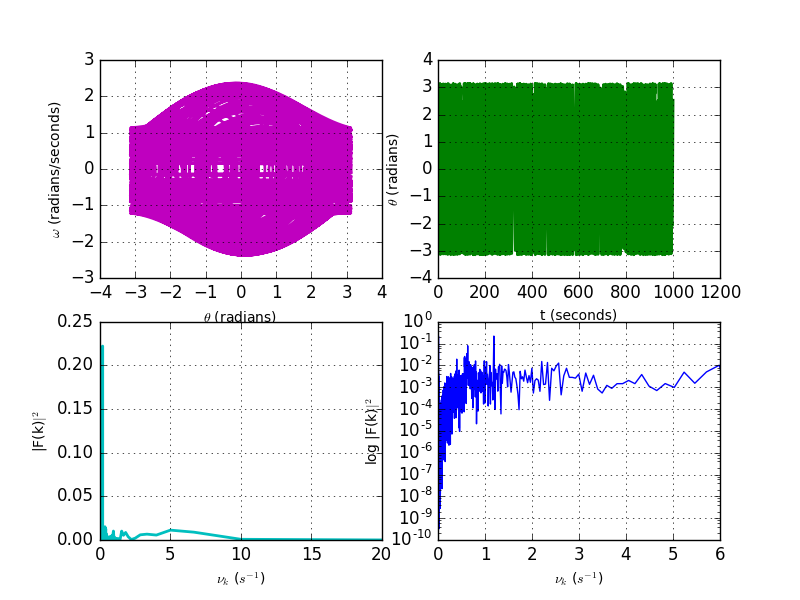 3
2
1
0
−1
−2
−3
ω (radians/seconds)
−4 −3 −2 −1 0 1 2 3 4
θ (radians)
4
3
2
1
0
−1
−2
−3
−4
θ (radians)
0 200 400 600 800 1000 1200
t (seconds)
0.25
0.20
0.15
0.10
0.05
0.00
|F(k)|²
0 5 10 15 20
ν_k (s⁻¹)
10⁰
10⁻¹
10⁻²
10⁻³
10⁻⁴
10⁻⁵
10⁻⁶
10⁻⁷
10⁻⁸
10⁻⁹
10⁻¹⁰
log |F(k)|²
0 1 2 3 4 5 6
ν_k (s⁻¹)